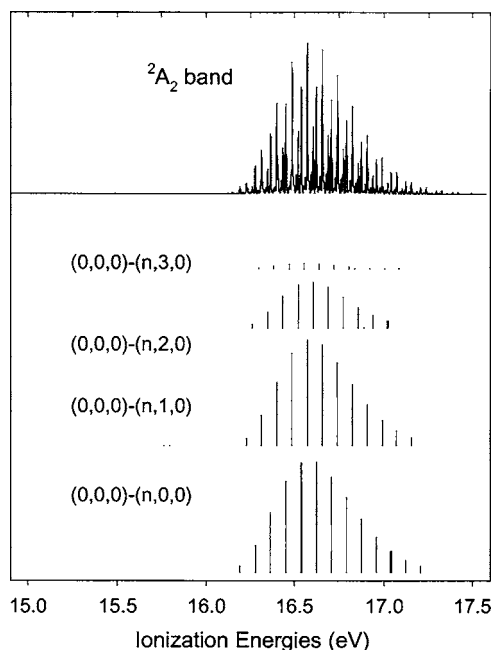 ²A₂ band
(0,0,0)-(n,3,0)
(0,0,0)-(n,2,0)
(0,0,0)-(n,1,0)
(0,0,0)-(n,0,0)
15.0 15.5 16.0 16.5 17.0 17.5
Ionization Energies (eV)